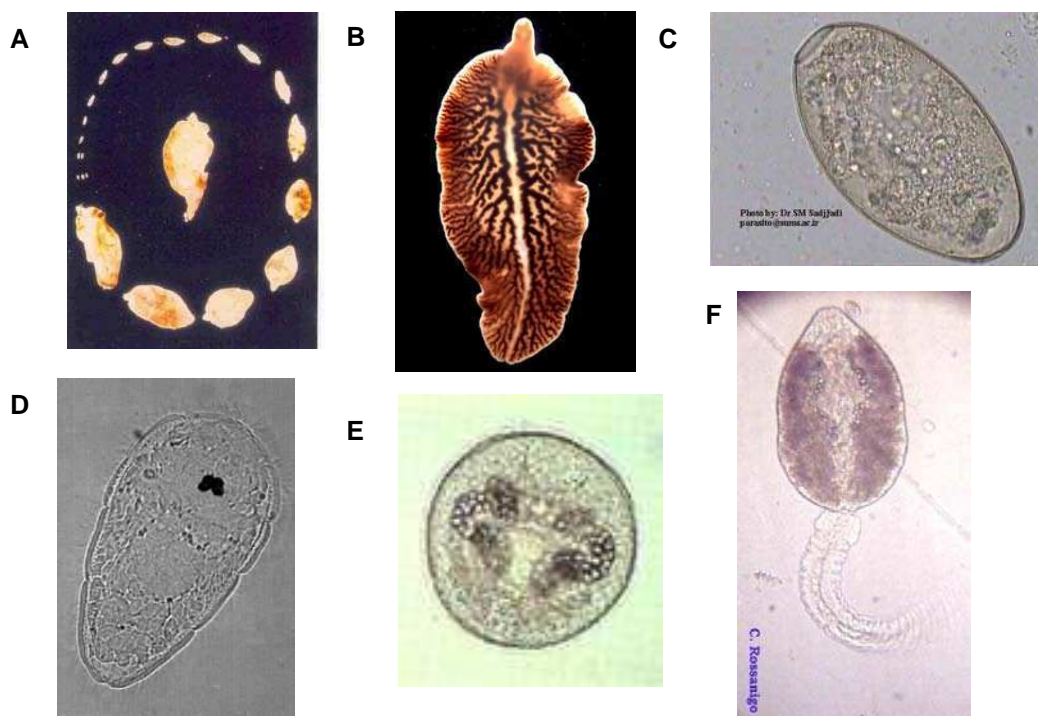 A
B
C
Photo by: Dr SM Sadjjadi
parasito@sums.ac.ir
F
D
E
C. Rossanigo